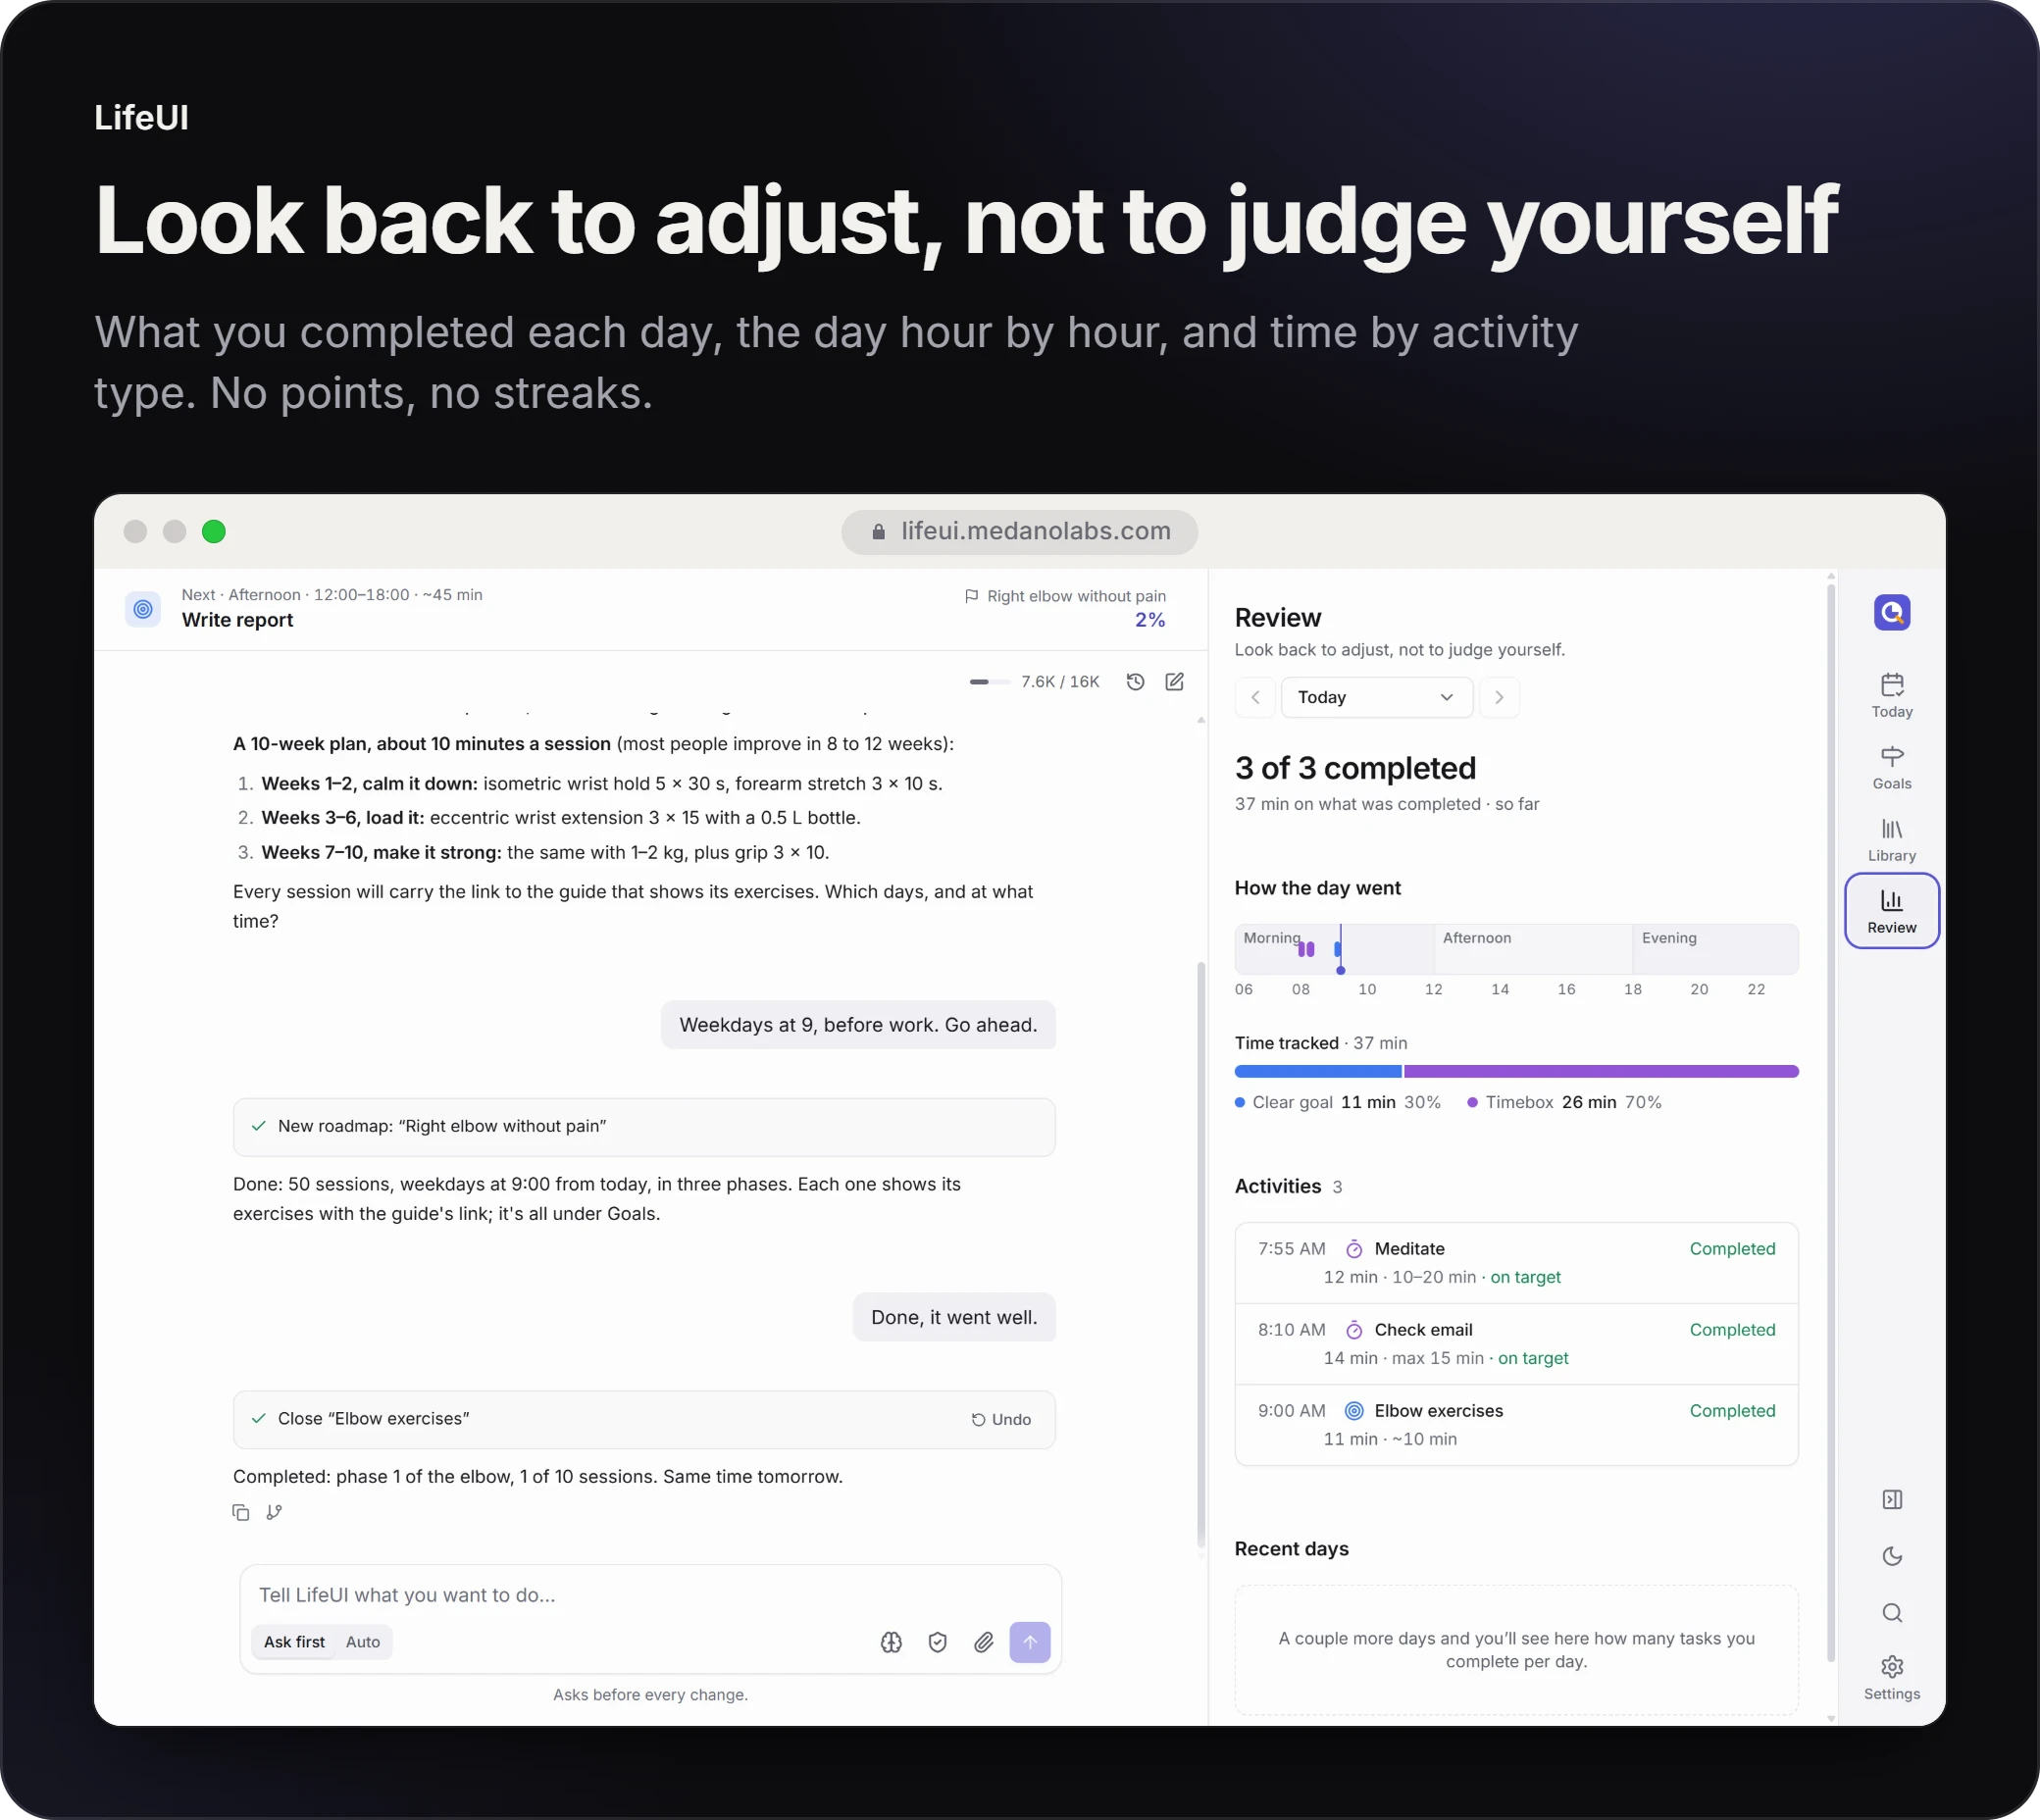 LifeUI
Look back to adjust, not to judge yourself
What you completed each day, the day hour by hour, and time by activity
type. No points, no streaks.
lifeui.medanolabs.com
Next · Afternoon · 12:00–18:00 · ~45 min
Write report
Right elbow without pain
2%
7.6K / 16K
A 10-week plan, about 10 minutes a session (most people improve in 8 to 12 weeks):
1. Weeks 1–2, calm it down: isometric wrist hold 5 × 30 s, forearm stretch 3 × 10 s.
2. Weeks 3–6, load it: eccentric wrist extension 3 × 15 with a 0.5 L bottle.
3. Weeks 7–10, make it strong: the same with 1–2 kg, plus grip 3 × 10.
Every session will carry the link to the guide that shows its exercises. Which days, and at what
time?
Weekdays at 9, before work. Go ahead.
New roadmap: “Right elbow without pain”
Done: 50 sessions, weekdays at 9:00 from today, in three phases. Each one shows its
exercises with the guide's link; it's all under Goals.
Done, it went well.
Close “Elbow exercises”
Undo
Completed: phase 1 of the elbow, 1 of 10 sessions. Same time tomorrow.
Tell LifeUI what you want to do...
Ask first Auto
Asks before every change.
Review
Look back to adjust, not to judge yourself.
Today
3 of 3 completed
37 min on what was completed · so far
How the day went
Morning Afternoon Evening
06 08 10 12 14 16 18 20 22
Time tracked · 37 min
Clear goal 11 min 30% Timebox 26 min 70%
Activities 3
7:55 AM Meditate Completed
12 min · 10–20 min · on target
8:10 AM Check email Completed
14 min · max 15 min · on target
9:00 AM Elbow exercises Completed
11 min · ~10 min
Recent days
A couple more days and you’ll see here how many tasks you
complete per day.
Today
Goals
Library
Review
Settings